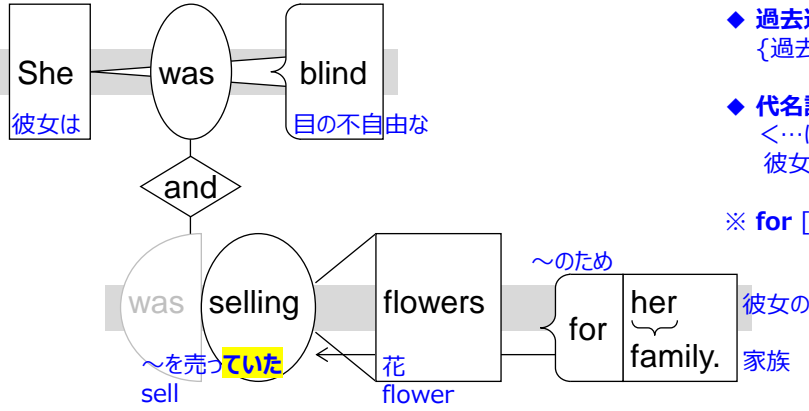 She was blind
彼女は 目の不自由な
and
was selling flowers for her family.
～のため
～を売っていた 花 彼女の 家族
sell flower
◆ 過去
{過去
◆ 代名
＜…
彼女
※ for [